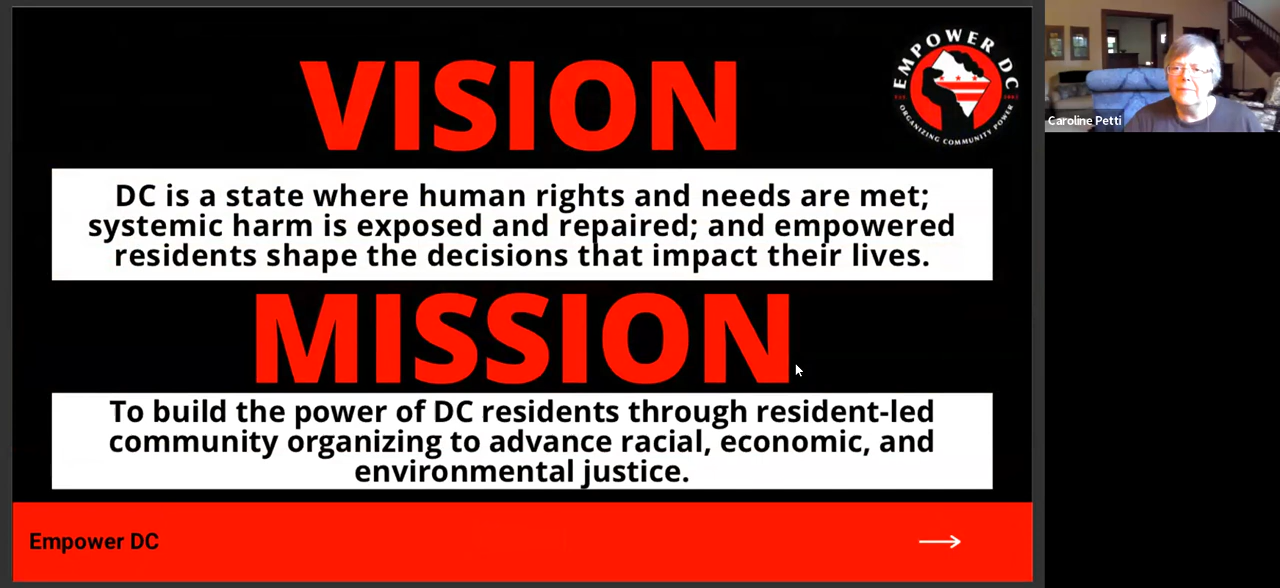 VISION
EMPOWER DC
ORGANIZING COMMUNITY POWER
DC is a state where human rights and needs are met;
systemic harm is exposed and repaired; and empowered
residents shape the decisions that impact their lives.
MISSION
To build the power of DC residents through resident-led
community organizing to advance racial, economic, and
environmental justice.
Empower DC
Caroline Petti